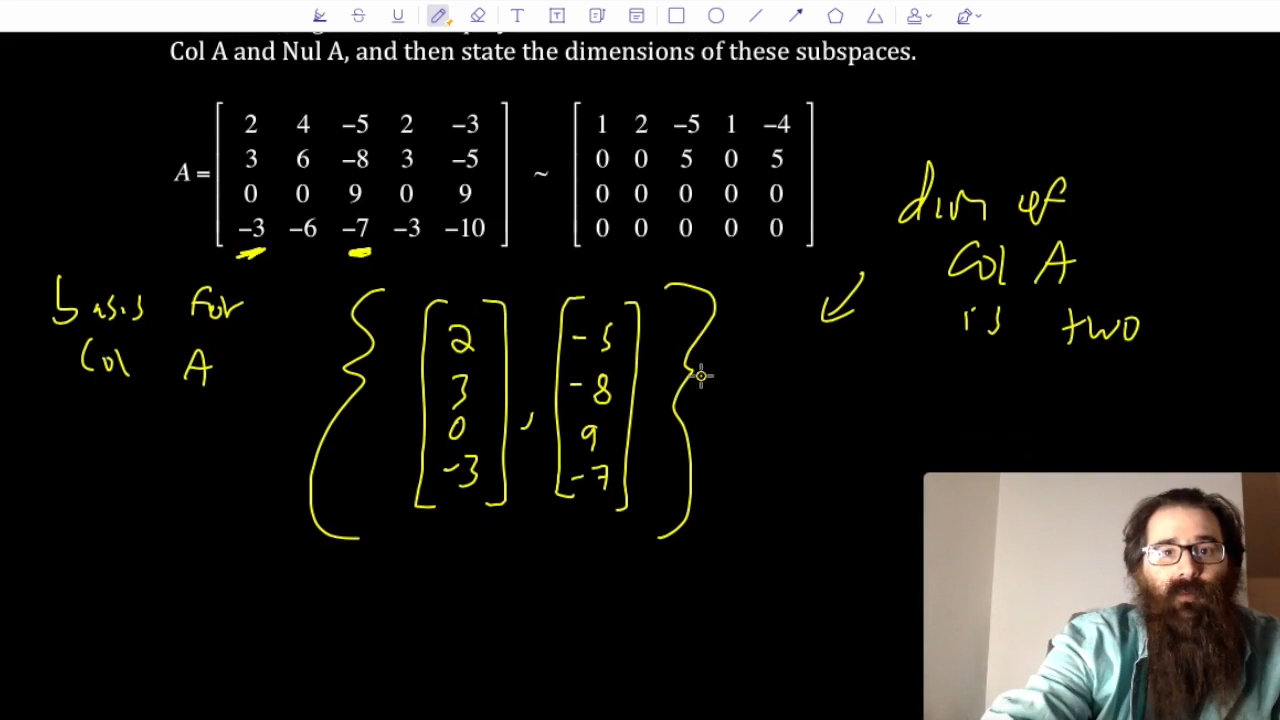 Col A and Nul A, and then state the dimensions of these subspaces.
A = [ 2 4 −5 2 −3 ] ~ [ 1 2 −5 1 −4 ]
[ 3 6 −8 3 −5 ] [ 0 0 5 0 5 ]
[ 0 0 9 0 9 ] [ 0 0 0 0 0 ]
[ −3 −6 −7 −3 −10 ] [ 0 0 0 0 0 ]
dim of
Col A
is two
basis for
Col A
{ [ 2 3 0 -3 ] , [ -5 -8 9 -7 ] }